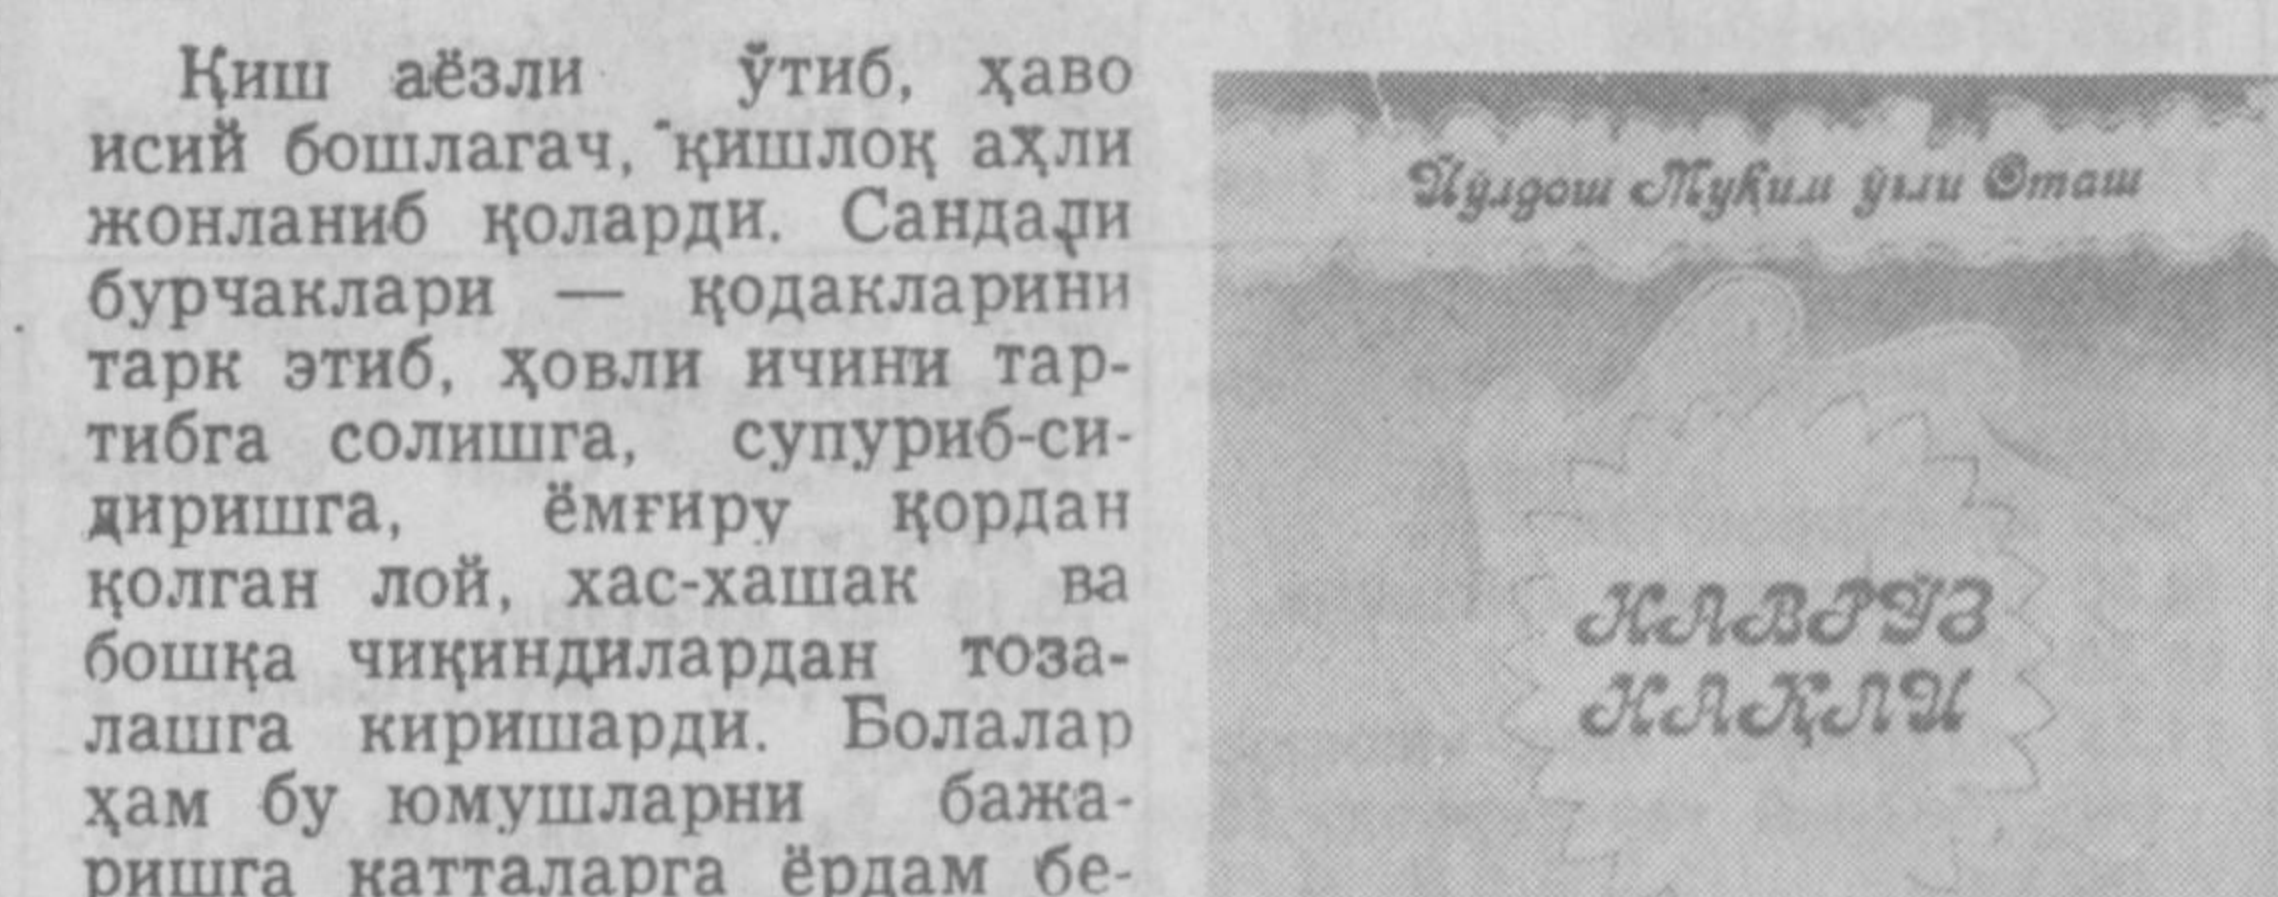 Қиш аёзли ўтиб, ҳаво
исий бошлагач, қишлоқ аҳли
жонланиб қоларди. Сандали
бурчаклари — қодакларини
тарк этиб, ҳовли ичини тар-
тибга солишга, супуриб-си-
диришга, ёмғиру қордан
қолган лой, хас-хашак ва
бошқа чиқиндилардан тоза-
лашга киришарди. Болалар
ҳам бу юмушларни бажа-
ришга катталарга ёрдам бе-
Йўлдош Муқим ўғли Оташ
НАВРЎЗ
НАҚЛИ